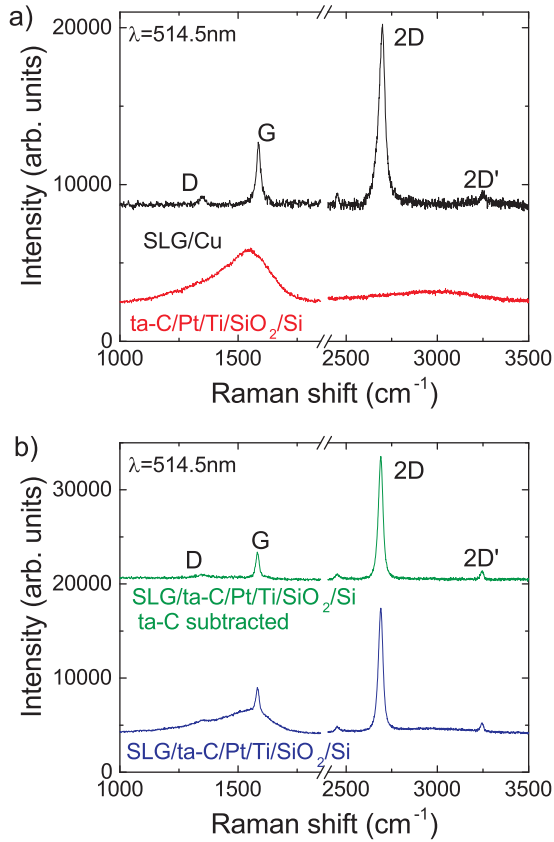 a)
20000
λ=514.5nm
2D
G
D
2D'
10000
SLG/Cu
ta-C/Pt/Ti/SiO₂/Si
0
1000
1500
2500
3000
3500
Intensity (arb. units)
Raman shift (cm⁻¹)
b)
λ=514.5nm
2D
30000
G
D
2D'
20000
SLG/ta-C/Pt/Ti/SiO₂/Si
ta-C subtracted
10000
SLG/ta-C/Pt/Ti/SiO₂/Si
0
1000
1500
2500
3000
3500
Intensity (arb. units)
Raman shift (cm⁻¹)